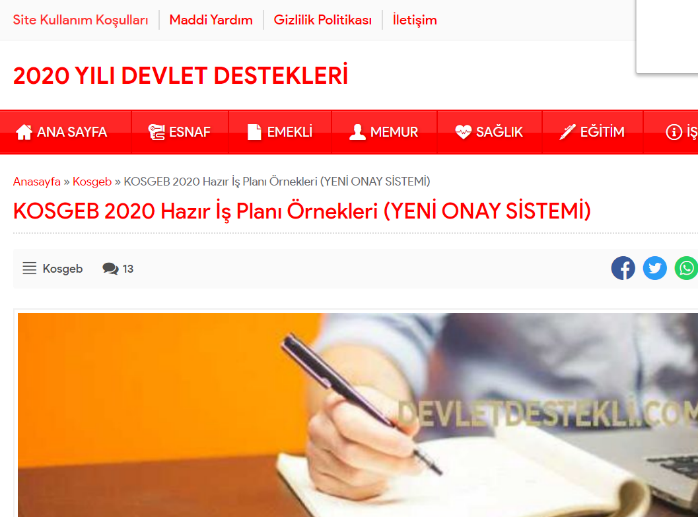 Site Kullanım Koşulları Maddi Yardım Gizlilik Politikası İletişim
2020 YILI DEVLET DESTEKLERİ
ANA SAYFA ESNAF EMEKLİ MEMUR SAĞLIK EĞİTİM İŞ
Anasayfa » Kosgeb » KOSGEB 2020 Hazır İş Planı Örnekleri (YENİ ONAY SİSTEMİ)
KOSGEB 2020 Hazır İş Planı Örnekleri (YENİ ONAY SİSTEMİ)
Kosgeb 13
DEVLETDESTEKLİ.COM